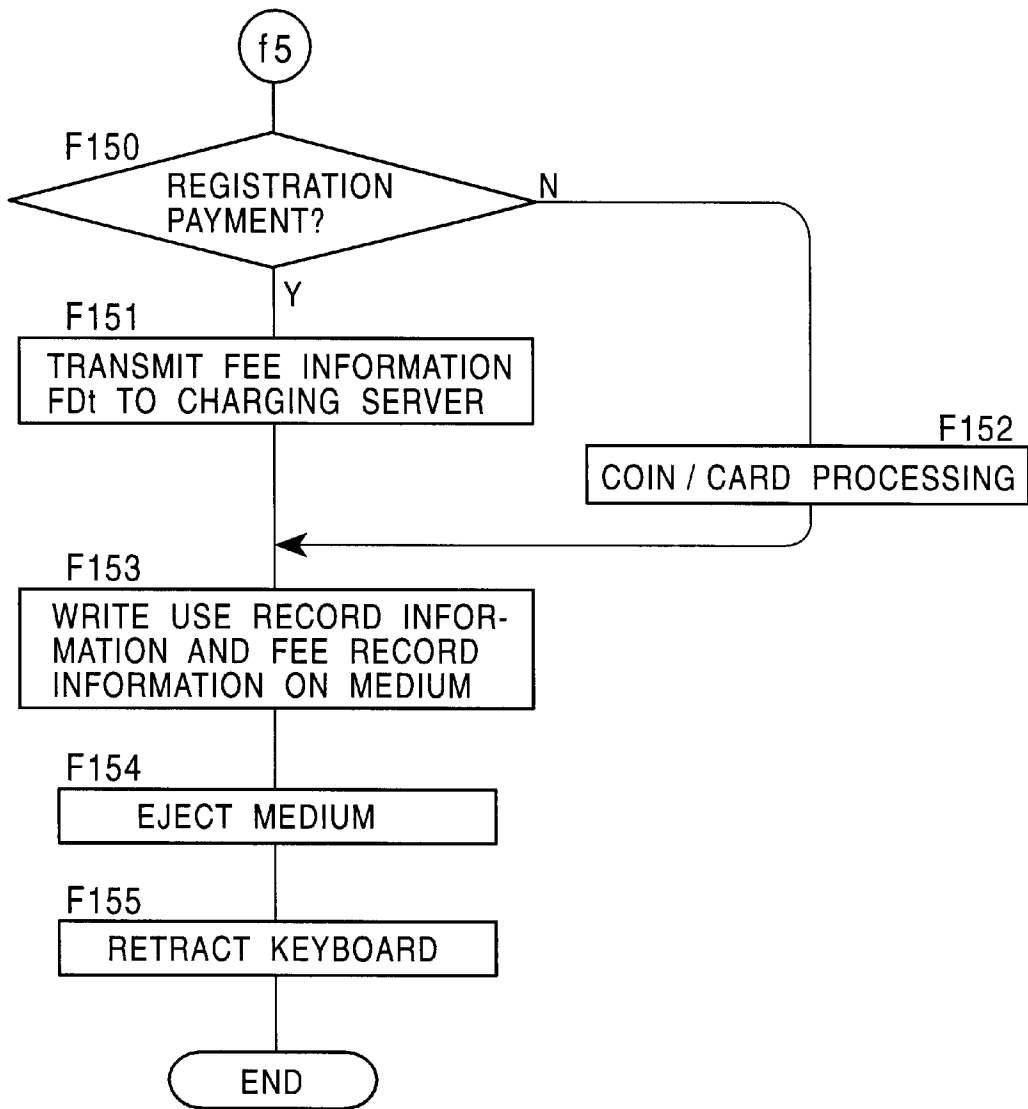 f5
F150
REGISTRATION
PAYMENT?
N
Y
F151
TRANSMIT FEE INFORMATION
FDt TO CHARGING SERVER
F152
COIN / CARD PROCESSING
F153
WRITE USE RECORD INFOR-
MATION AND FEE RECORD
INFORMATION ON MEDIUM
F154
EJECT MEDIUM
F155
RETRACT KEYBOARD
END